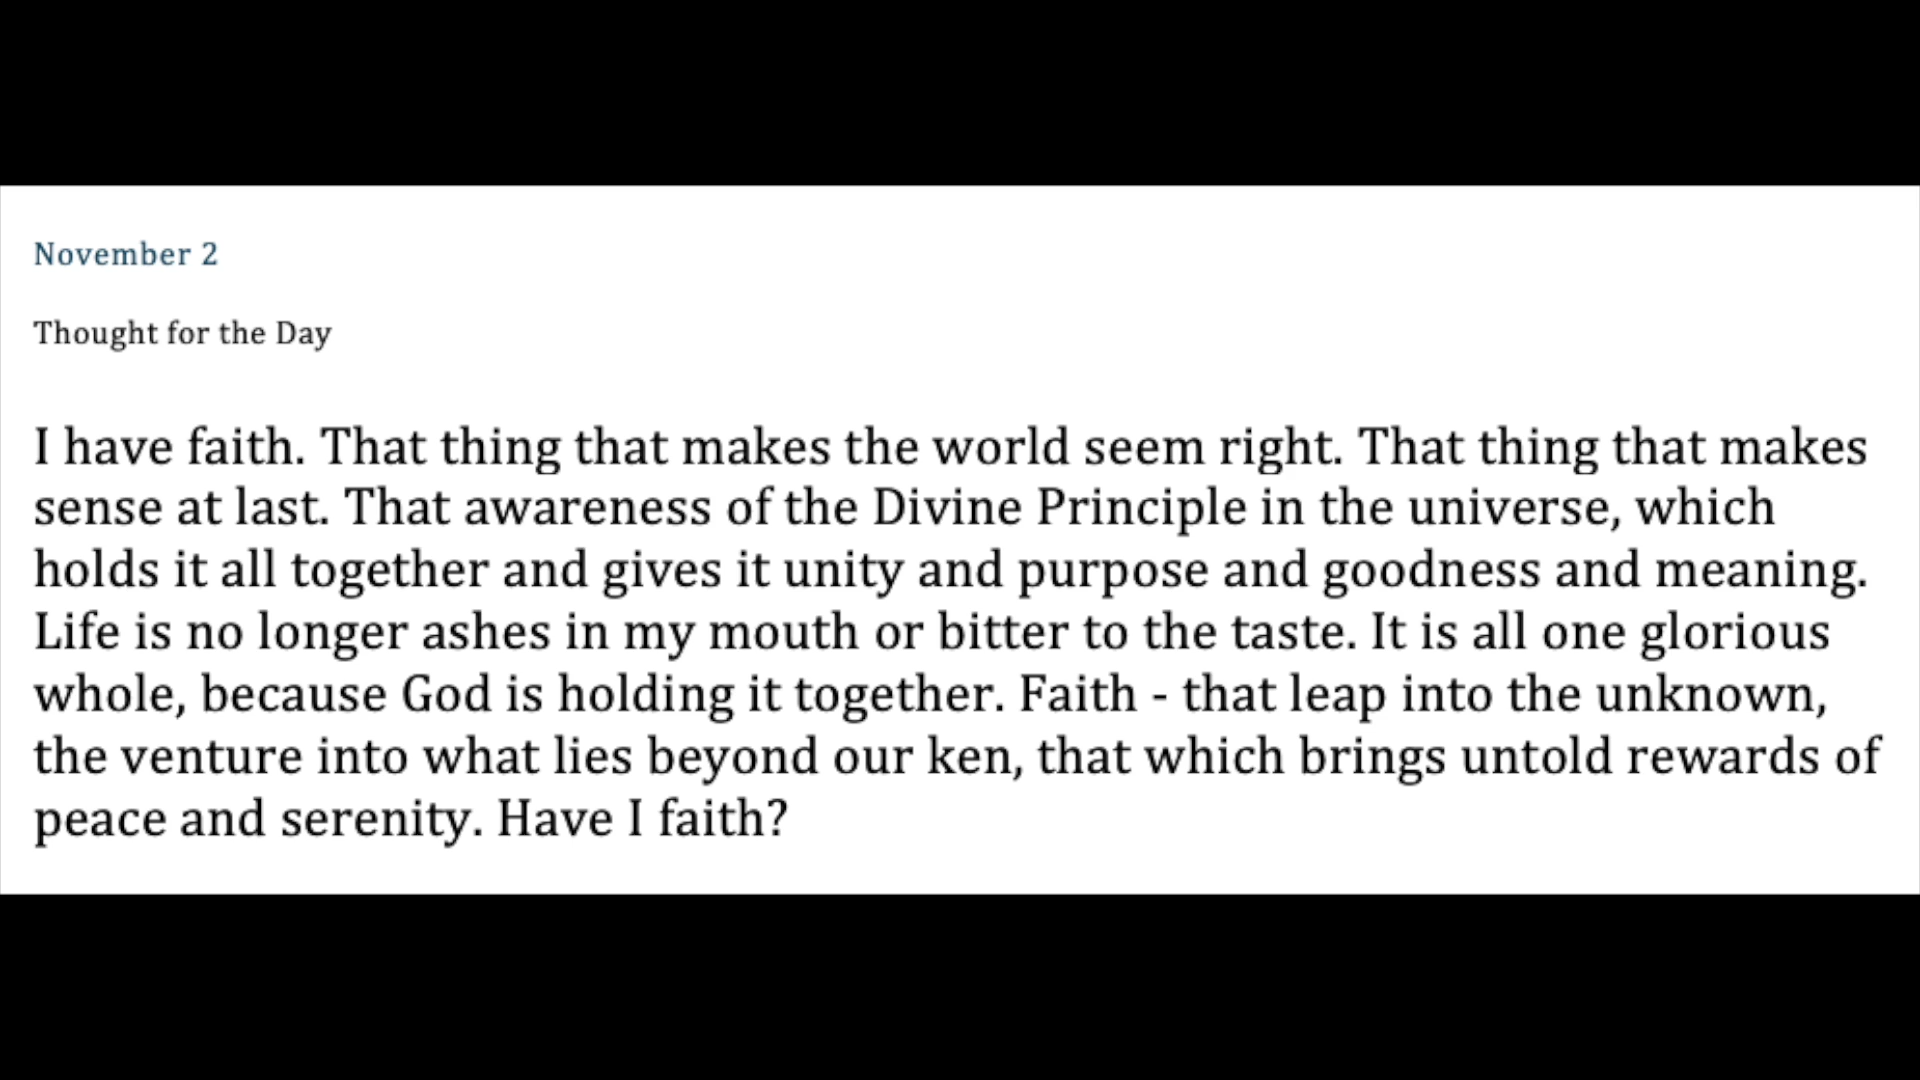 November 2
Thought for the Day
I have faith. That thing that makes the world seem right. That thing that makes
sense at last. That awareness of the Divine Principle in the universe, which
holds it all together and gives it unity and purpose and goodness and meaning.
Life is no longer ashes in my mouth or bitter to the taste. It is all one glorious
whole, because God is holding it together. Faith - that leap into the unknown,
the venture into what lies beyond our ken, that which brings untold rewards of
peace and serenity. Have I faith?